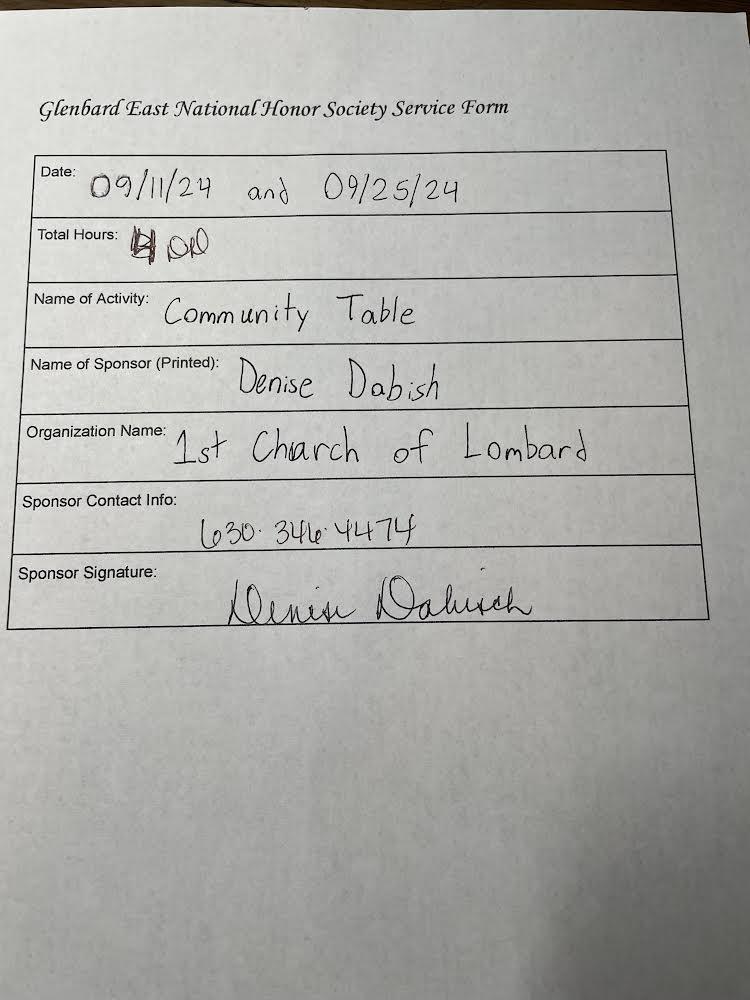 Glenbard East National Honor Society Service Form
Date: 09/11/24 and 09/25/24
Total Hours:
Name of Activity: Community Table
Name of Sponsor (Printed): Denise Dabish
Organization Name: 1st Church of Lombard
Sponsor Contact Info:
630·346·4474
Sponsor Signature:
Denise Dabisch